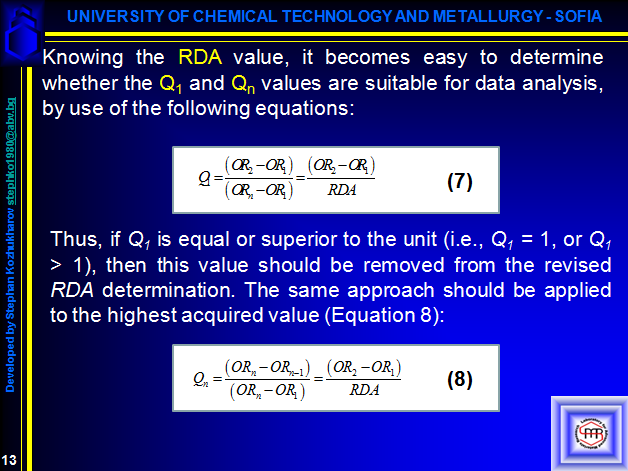 UNIVERSITY OF CHEMICAL TECHNOLOGY AND METALLURGY - SOFIA
Knowing the RDA value, it becomes easy to determine
whether the Q1 and Qn values are suitable for data analysis,
by use of the following equations:
Q = (OR2 − OR1) / (ORn − OR1) = (OR2 − OR1) / RDA (7)
Thus, if Q1 is equal or superior to the unit (i.e., Q1 = 1, or Q1
> 1), then this value should be removed from the revised
RDA determination. The same approach should be applied
to the highest acquired value (Equation 8):
Qn = (ORn − ORn−1) / (ORn − OR1) = (OR2 − OR1) / RDA (8)
Developed by Stephan Kozhukharov stephko1980@abv.bg
13